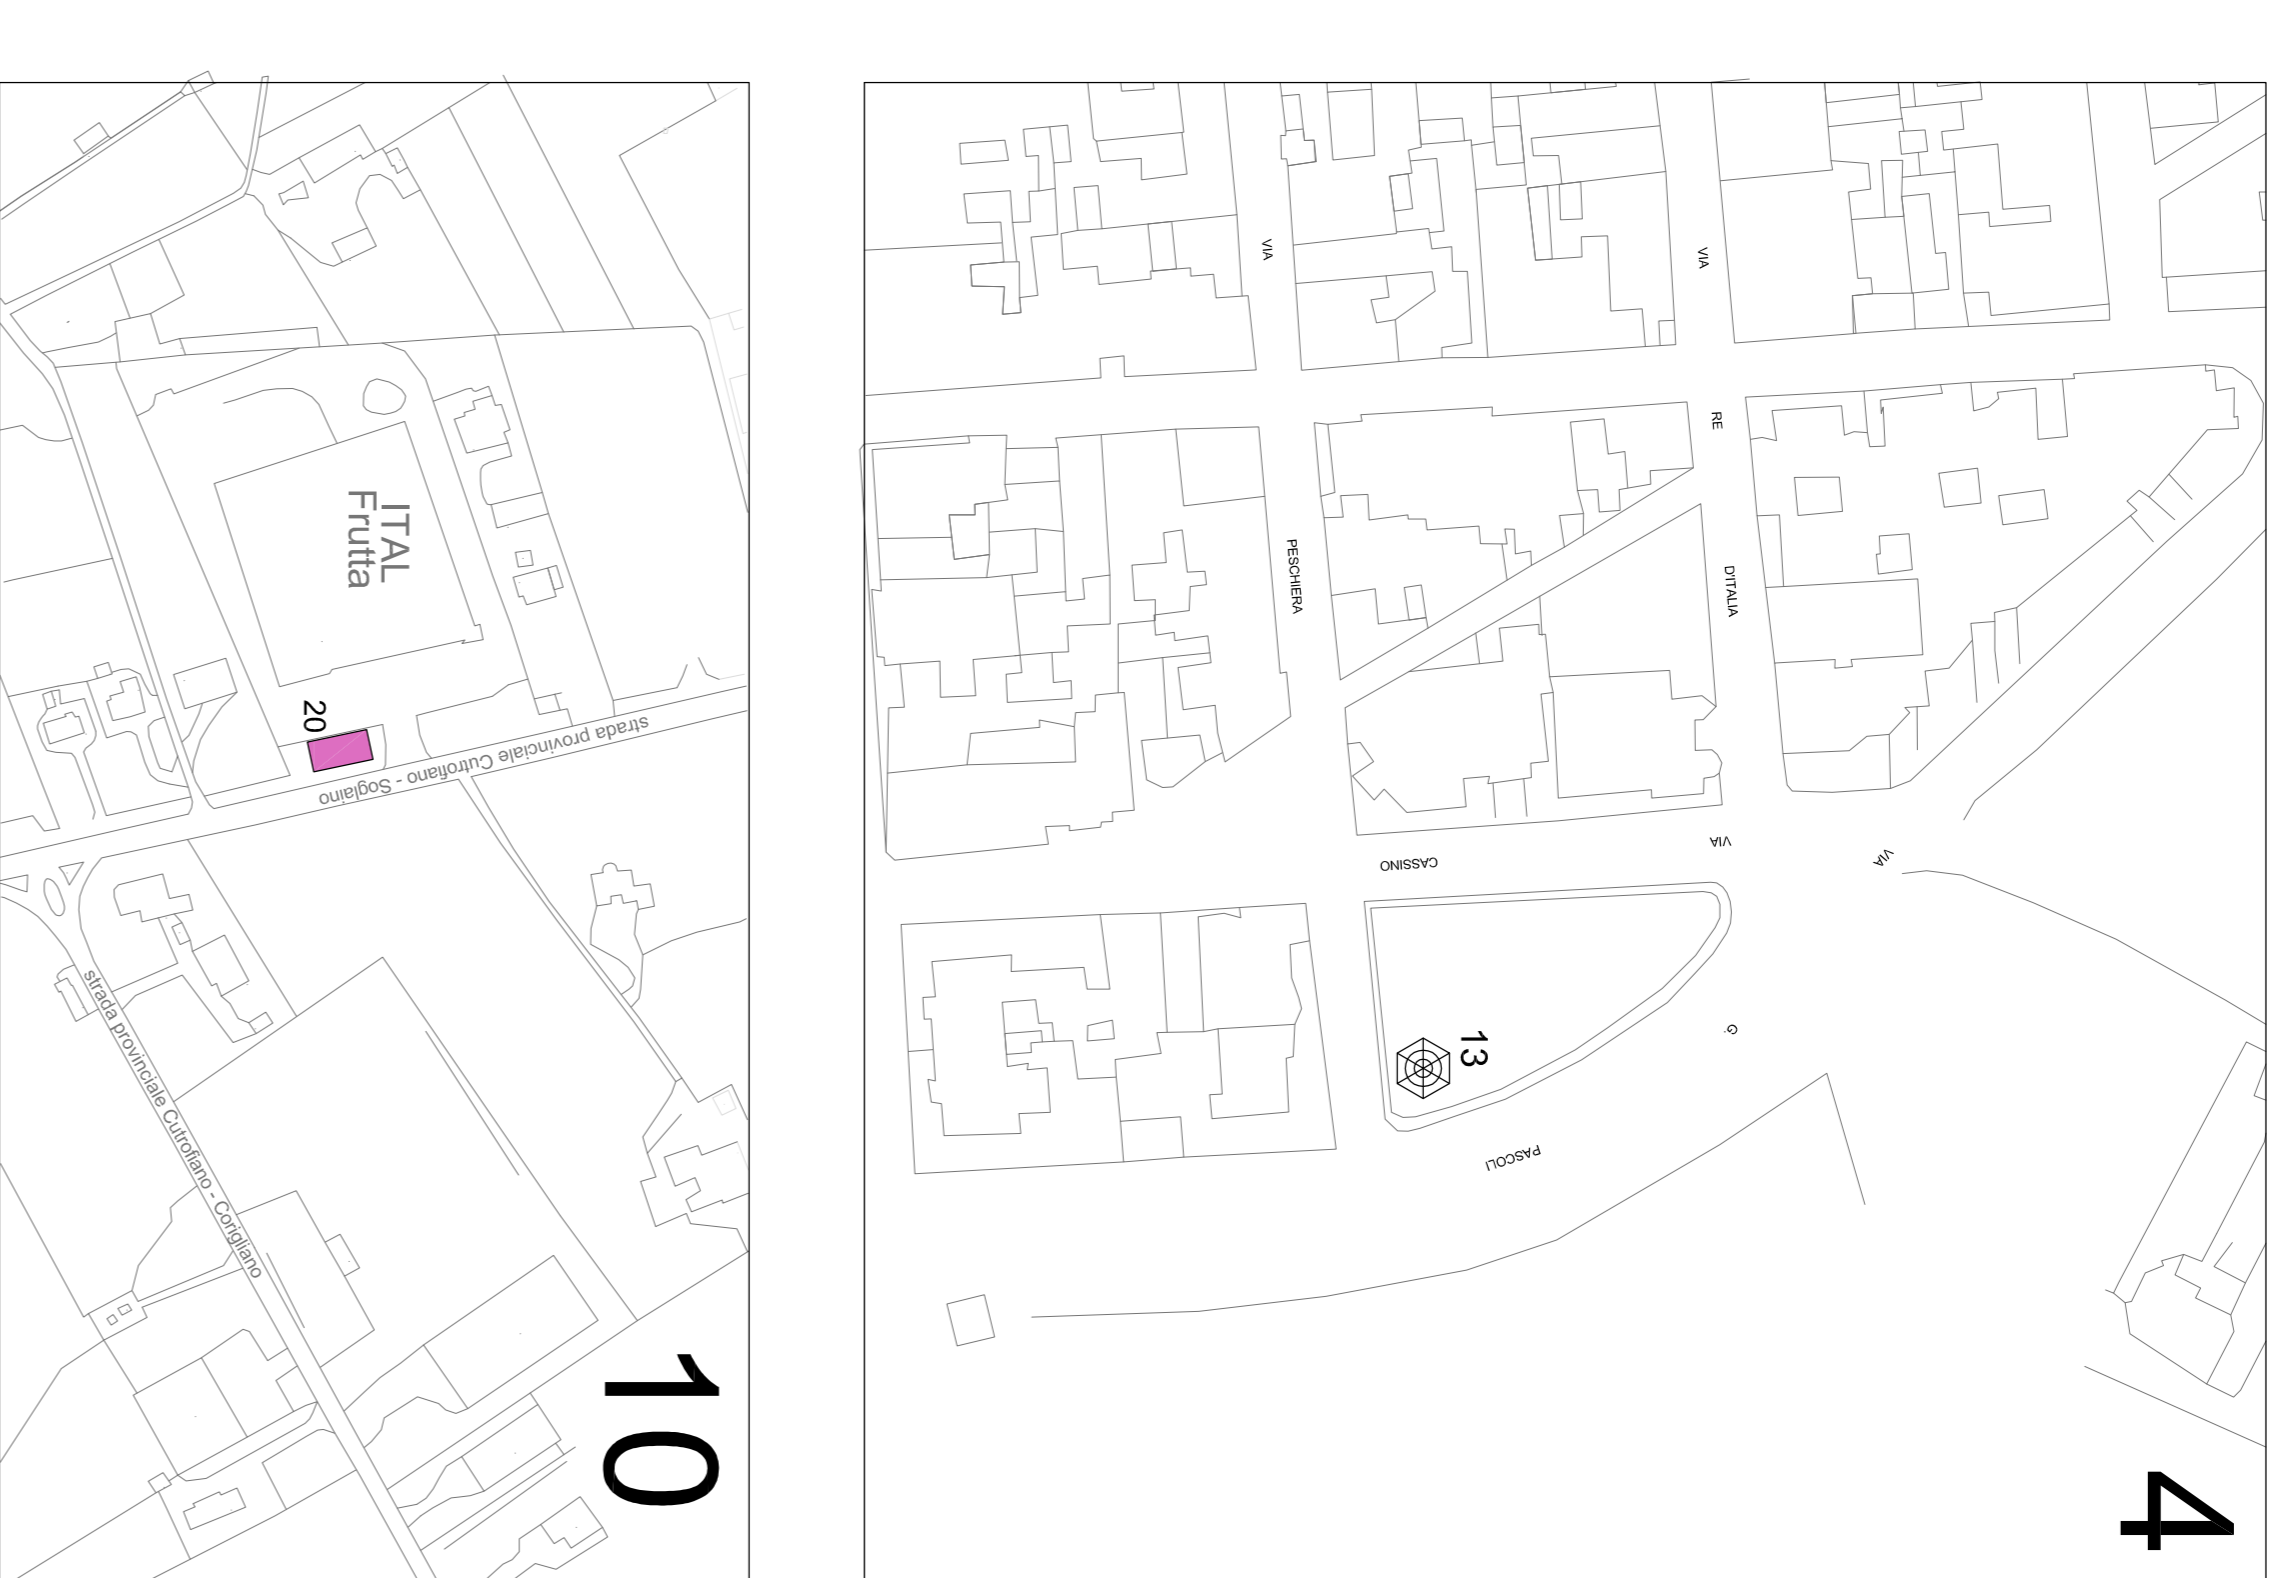 ITAL
Frutta
20
strada provinciale Cutrofiano - Soglaino
strada provinciale Cutrofiano - Corigliano
10
VIA
PESCHIERA
VIA
RE
D'ITALIA
VIA
CASSINO
VIA
G.
PASCOLI
13
4